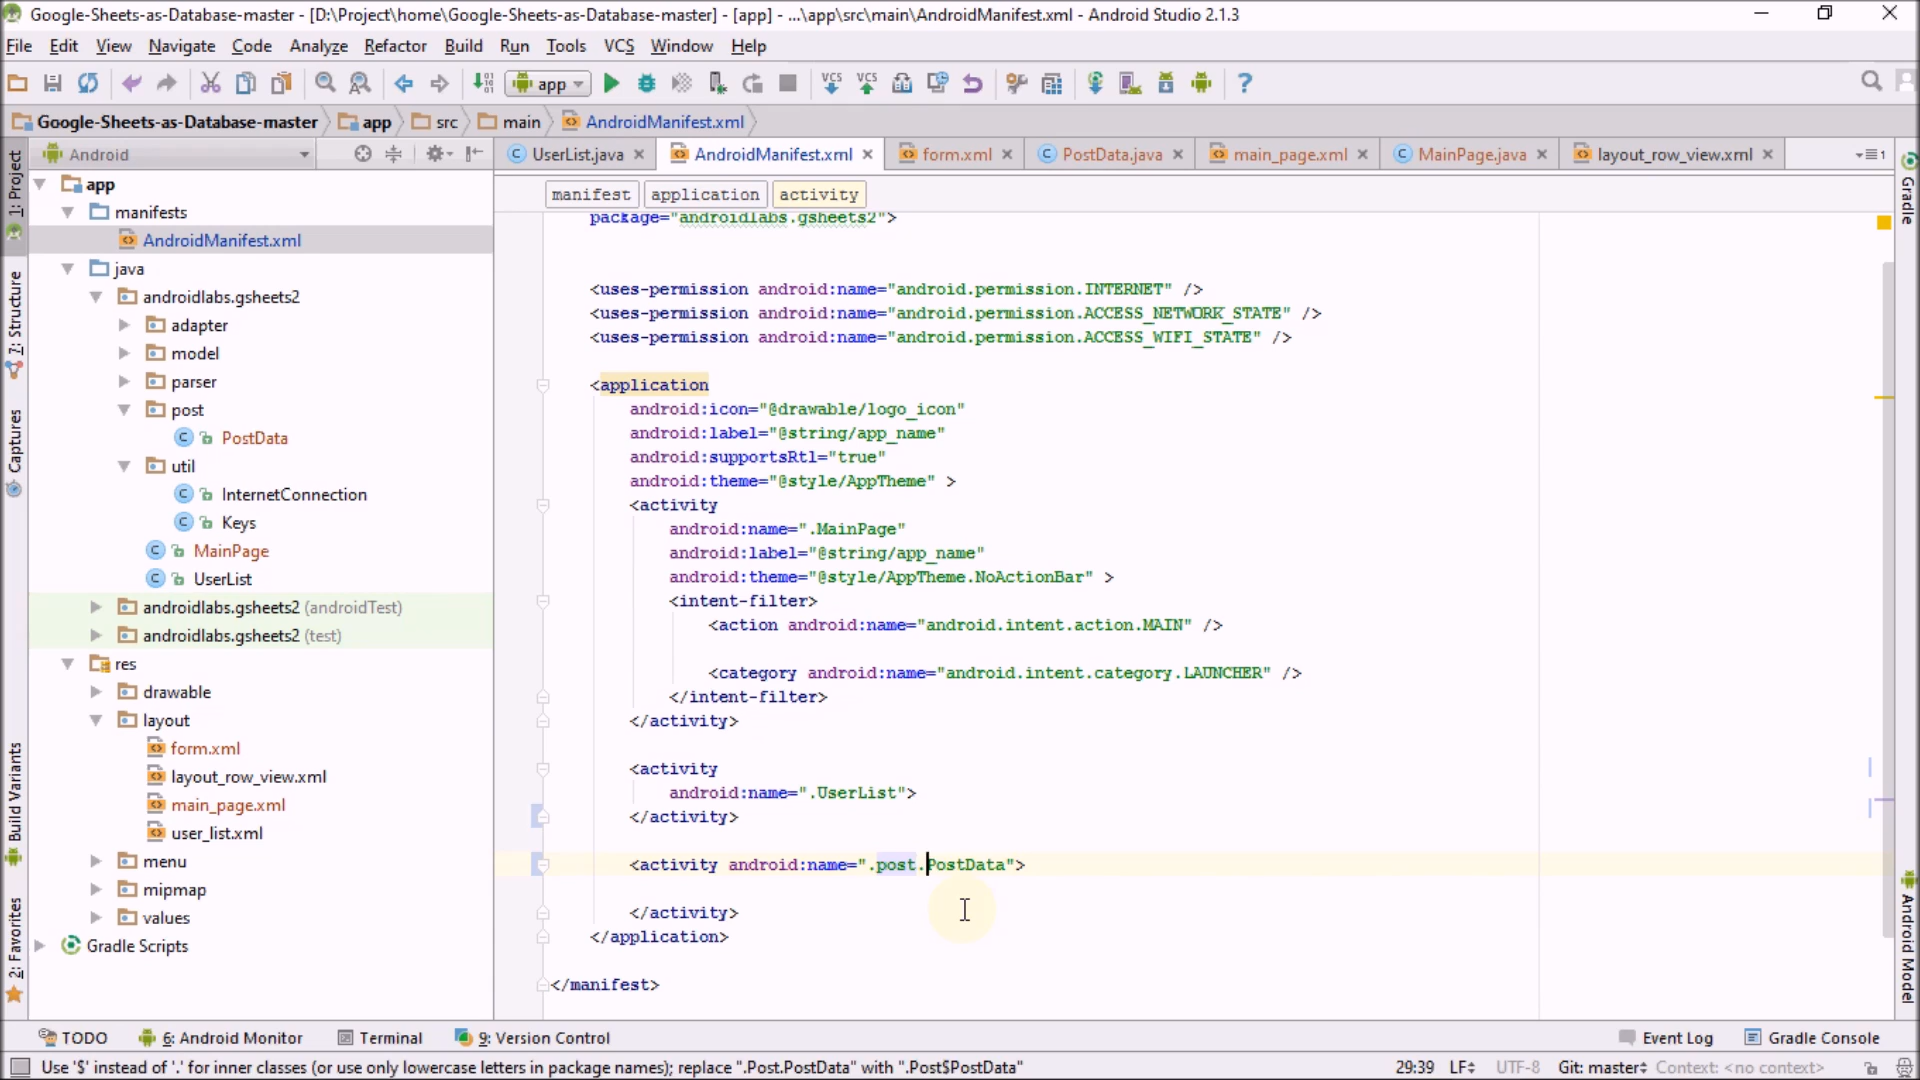 Google-Sheets-as-Database-master - [D:\Project\home\Google-Sheets-as-Database-master] - [app] - ...\app\src\main\AndroidManifest.xml - Android Studio 2.1.3
File Edit View Navigate Code Analyze Refactor Build Run Tools VCS Window Help
app VCS VCS ?
Google-Sheets-as-Database-master app src main AndroidManifest.xml
Android
UserList.java AndroidManifest.xml form.xml PostData.java main_page.xml MainPage.java layout_row_view.xml
1: Project
7: Structure
Captures
Build Variants
2: Favorites
app
manifests
AndroidManifest.xml
java
androidlabs.gsheets2
adapter
model
parser
post
PostData
util
InternetConnection
Keys
MainPage
UserList
androidlabs.gsheets2 (androidTest)
androidlabs.gsheets2 (test)
res
drawable
layout
form.xml
layout_row_view.xml
main_page.xml
user_list.xml
menu
mipmap
values
Gradle Scripts
manifest application activity
package="androidlabs.gsheets2">
<uses-permission android:name="android.permission.INTERNET" />
<uses-permission android:name="android.permission.ACCESS_NETWORK_STATE" />
<uses-permission android:name="android.permission.ACCESS_WIFI_STATE" />
<application
android:icon="@drawable/logo_icon"
android:label="@string/app_name"
android:supportsRtl="true"
android:theme="@style/AppTheme" >
<activity
android:name=".MainPage"
android:label="@string/app_name"
android:theme="@style/AppTheme.NoActionBar" >
<intent-filter>
<action android:name="android.intent.action.MAIN" />
<category android:name="android.intent.category.LAUNCHER" />
</intent-filter>
</activity>
<activity
android:name=".UserList">
</activity>
<activity android:name=".post.PostData">
</activity>
</application>
</manifest>
Gradle
Android Model
TODO 6: Android Monitor Terminal 9: Version Control Event Log Gradle Console
Use '$' instead of '.' for inner classes (or use only lowercase letters in package names); replace ".Post.PostData" with ".Post$PostData" 29:39 LF UTF-8 Git: master Context: <no context>